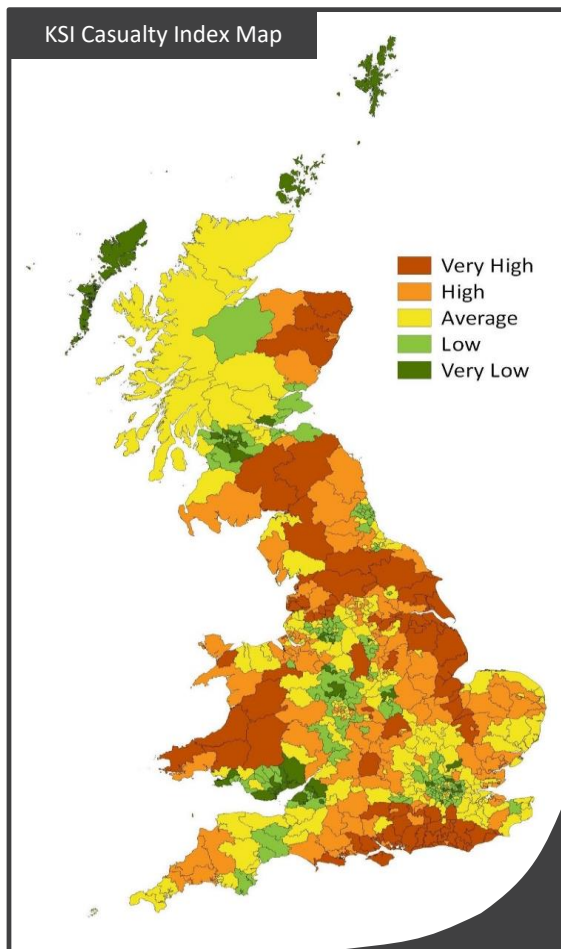 KSI Casualty Index Map
Very High
High
Average
Low
Very Low